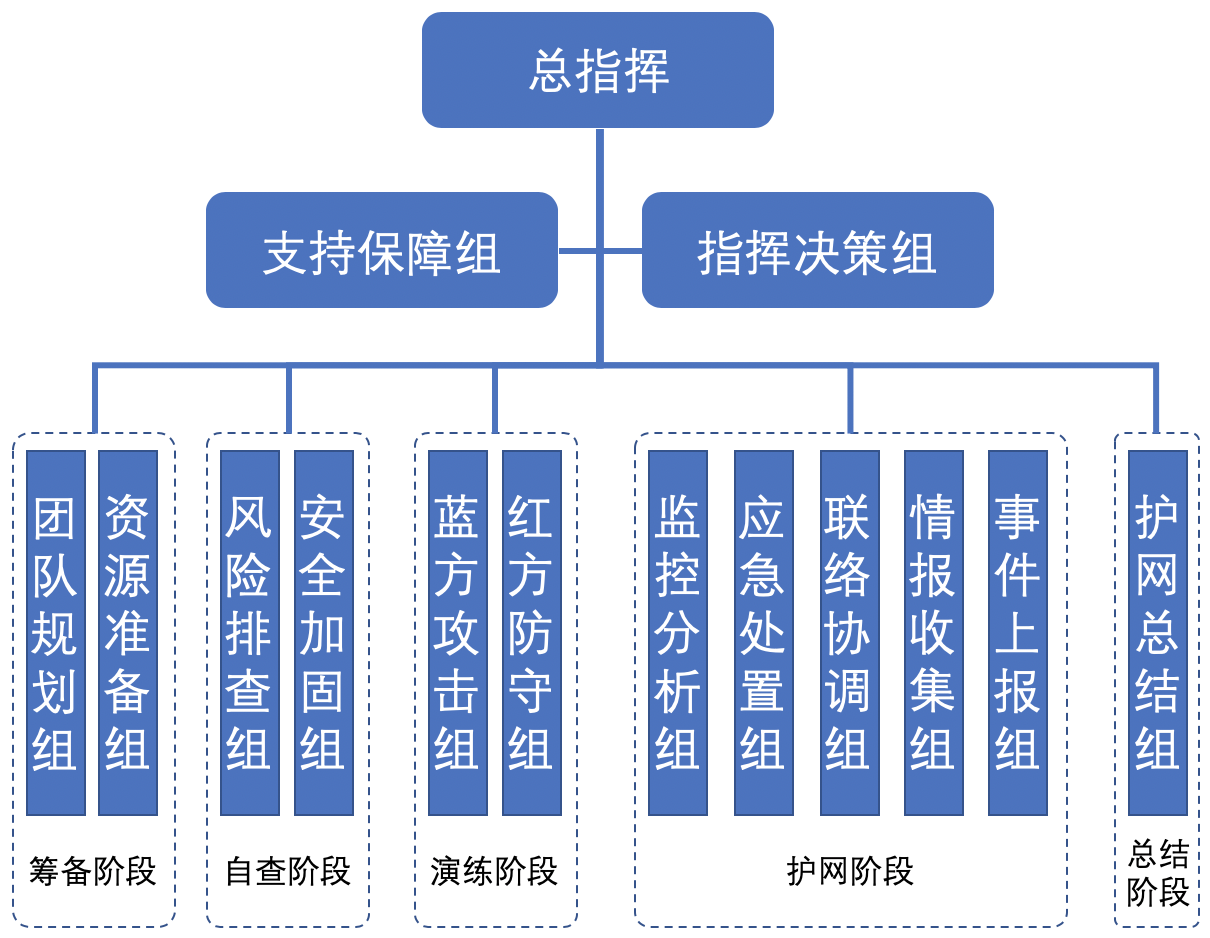 总指挥
支持保障组
指挥决策组
团队规划组
资源准备组
筹备阶段
风险排查组
安全加固组
自查阶段
蓝方攻击组
红方防守组
演练阶段
监控分析组
应急处置组
联络协调组
情报收集组
事件上报组
护网阶段
护网总结组
总结
阶段